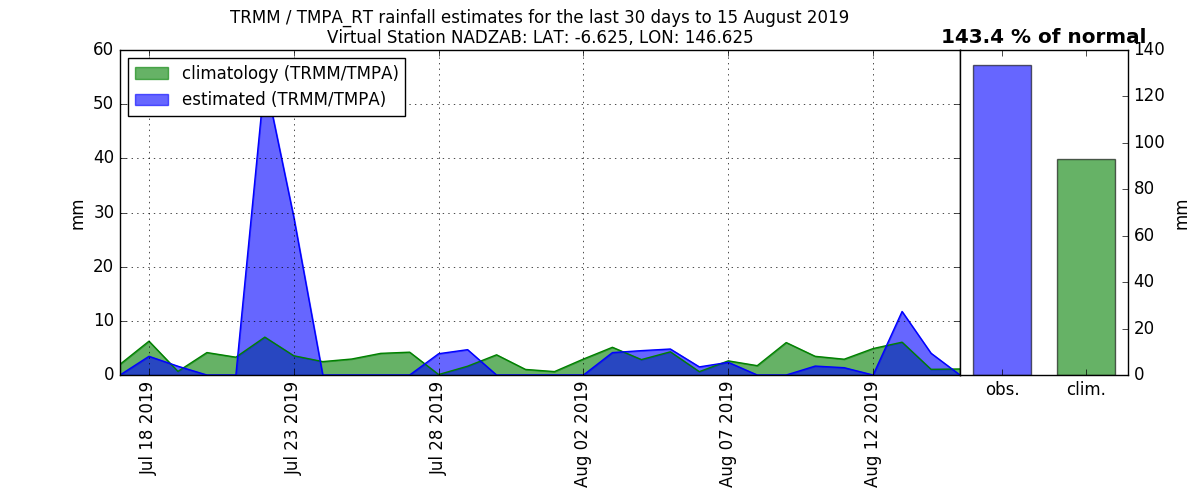 TRMM / TMPA_RT rainfall estimates for the last 30 days to 15 August 2019
Virtual Station NADZAB: LAT: -6.625, LON: 146.625
143.4 % of normal
climatology (TRMM/TMPA)
estimated (TRMM/TMPA)
60
50
40
30
20
10
0
mm
Jul 18 2019
Jul 23 2019
Jul 28 2019
Aug 02 2019
Aug 07 2019
Aug 12 2019
obs.
clim.
140
120
100
80
60
40
20
0
mm